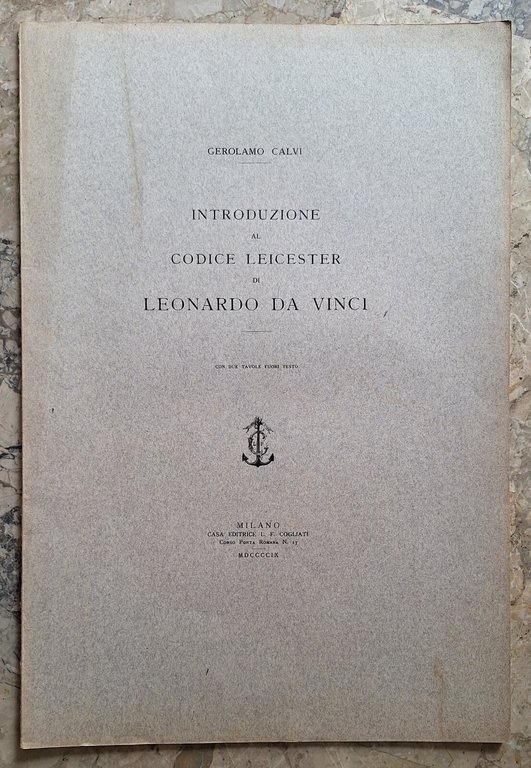 GEROLAMO CALVI
INTRODUZIONE
AL
CODICE LEICESTER
DI
LEONARDO DA VINCI
CON DUE TAVOLE FUORI TESTO
MILANO
CASA EDITRICE L. F. COGLIATI
CORSO PORTA ROMANA N. 17
MDCCCCIX